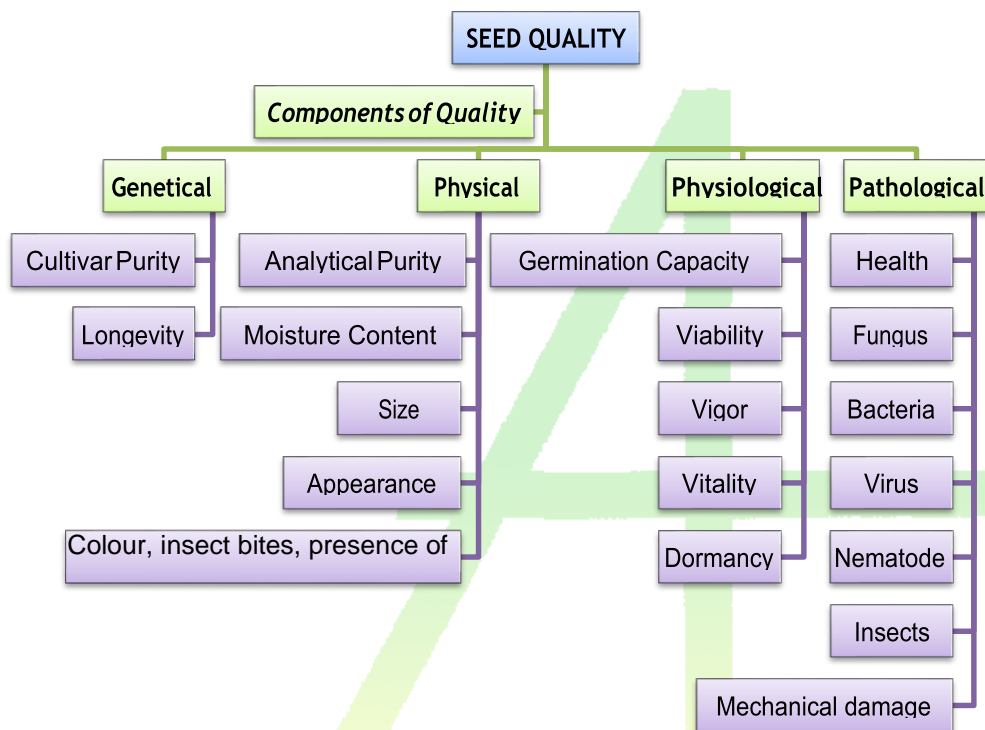 SEED QUALITY
Components of Quality
Genetical
Physical
Physiological
Pathological
Cultivar Purity
Longevity
Analytical Purity
Moisture Content
Size
Appearance
Colour, insect bites, presence of
Germination Capacity
Viability
Vigor
Vitality
Dormancy
Health
Fungus
Bacteria
Virus
Nematode
Insects
Mechanical damage